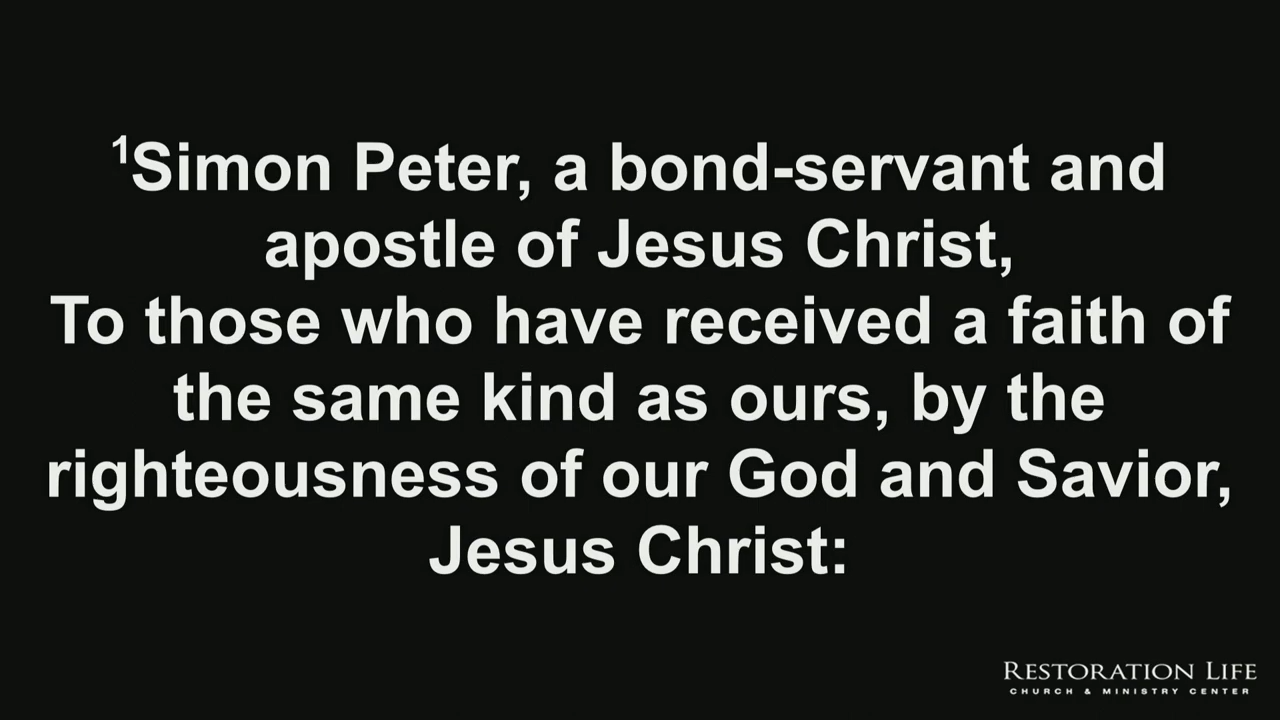 ¹Simon Peter, a bond-servant and
apostle of Jesus Christ,
To those who have received a faith of
the same kind as ours, by the
righteousness of our God and Savior,
Jesus Christ:
RESTORATION LIFE
CHURCH & MINISTRY CENTER